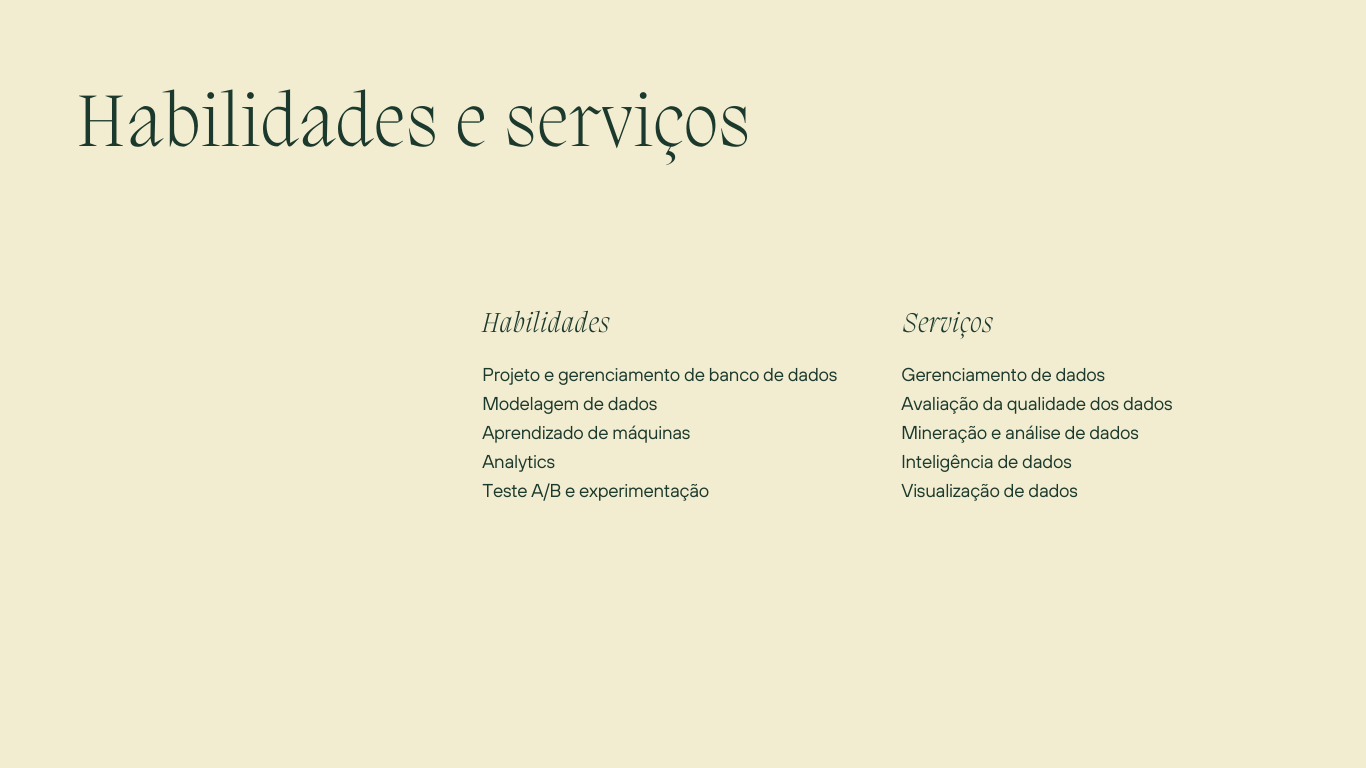 Habilidades e serviços
Habilidades
Projeto e gerenciamento de banco de dados
Modelagem de dados
Aprendizado de máquinas
Analytics
Teste A/B e experimentação
Serviços
Gerenciamento de dados
Avaliação da qualidade dos dados
Mineração e análise de dados
Inteligência de dados
Visualização de dados